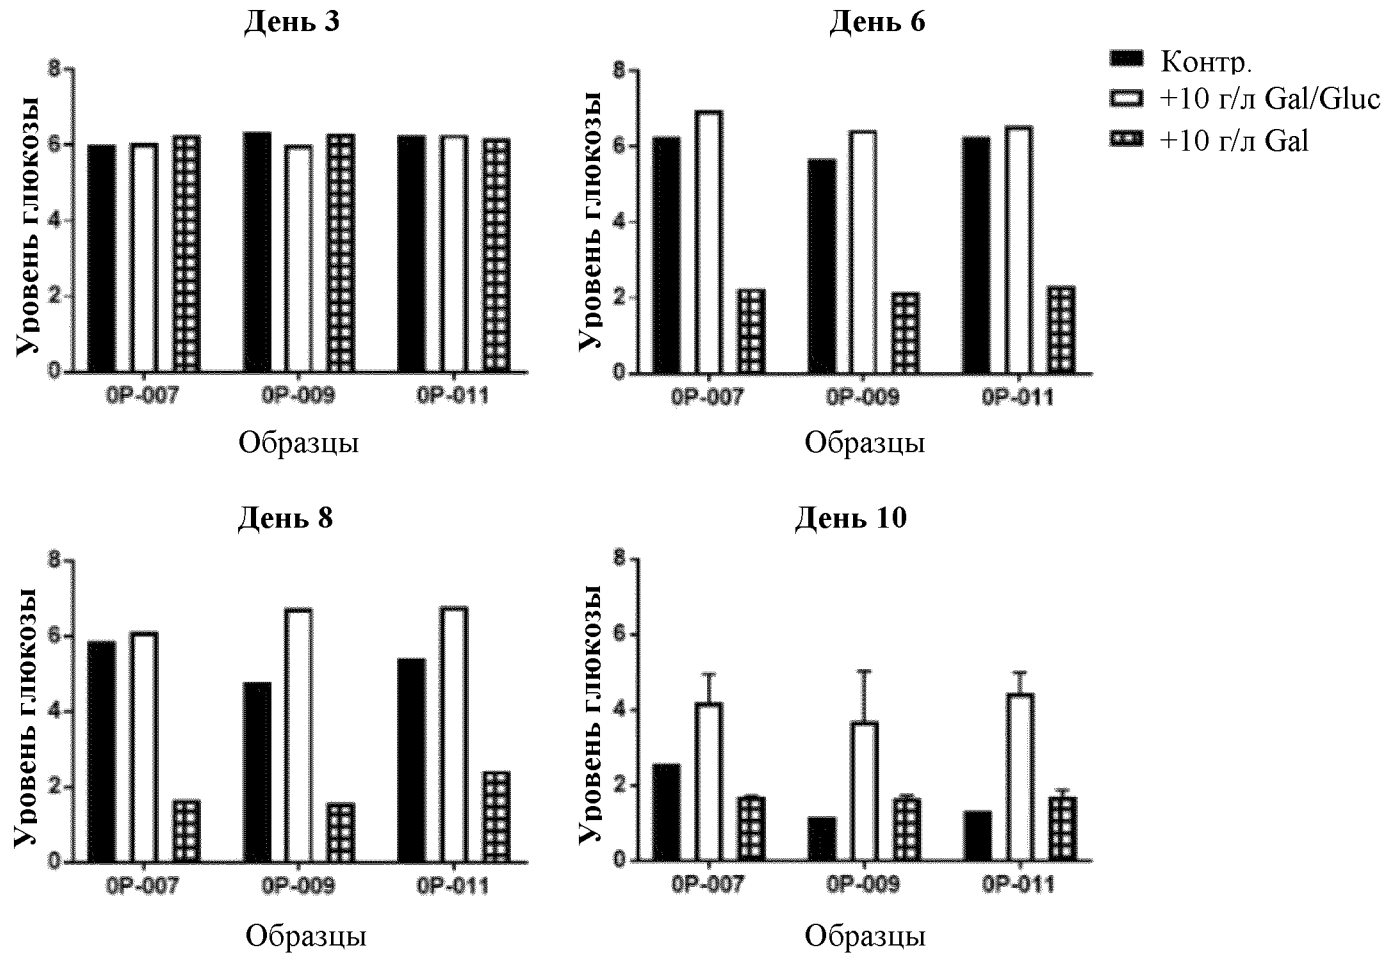 День 3
День 6
Контр.
+10 г/л Gal/Gluc
+10 г/л Gal
Уровень глюкозы
8
6
4
2
0
0P-007 0P-009 0P-011
Образцы
Уровень глюкозы
8
6
4
2
0
0P-007 0P-009 0P-011
Образцы
День 8
День 10
Уровень глюкозы
8
6
4
2
0
0P-007 0P-009 0P-011
Образцы
Уровень глюкозы
8
6
4
2
0
0P-007 0P-009 0P-011
Образцы